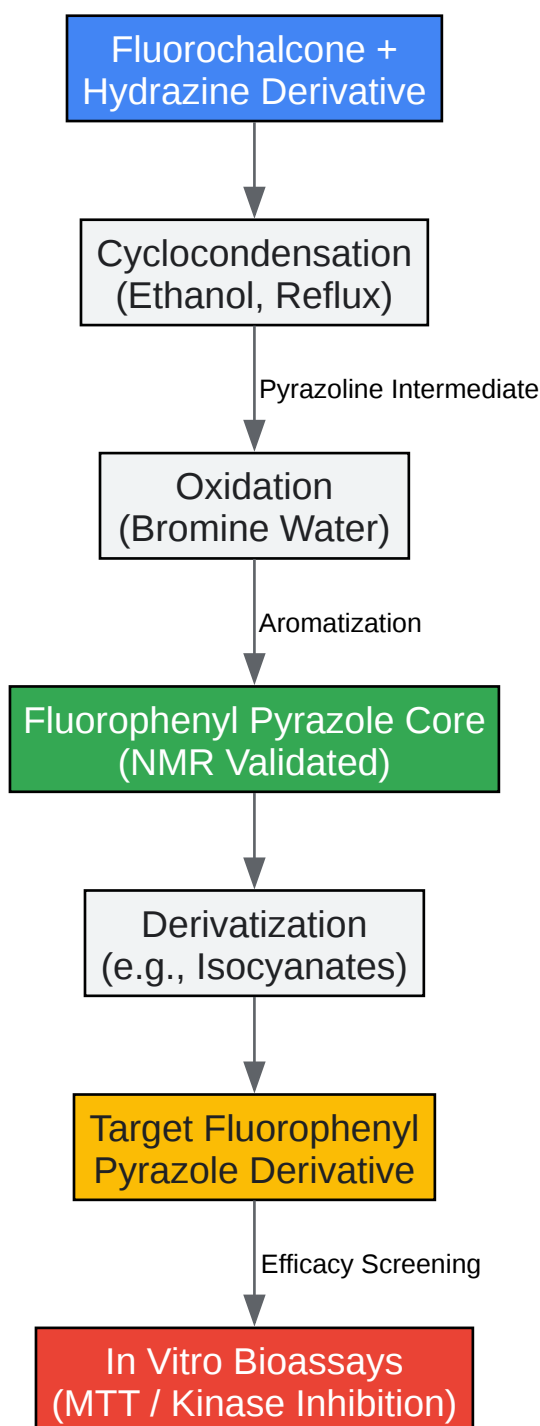 Fluorochalcone +
Hydrazine Derivative
Cyclocondensation
(Ethanol, Reflux)
Pyrazoline Intermediate
Oxidation
(Bromine Water)
Aromatization
Fluorophenyl Pyrazole Core
(NMR Validated)
Derivatization
(e.g., Isocyanates)
Target Fluorophenyl
Pyrazole Derivative
Efficacy Screening
In Vitro Bioassays
(MTT / Kinase Inhibition)